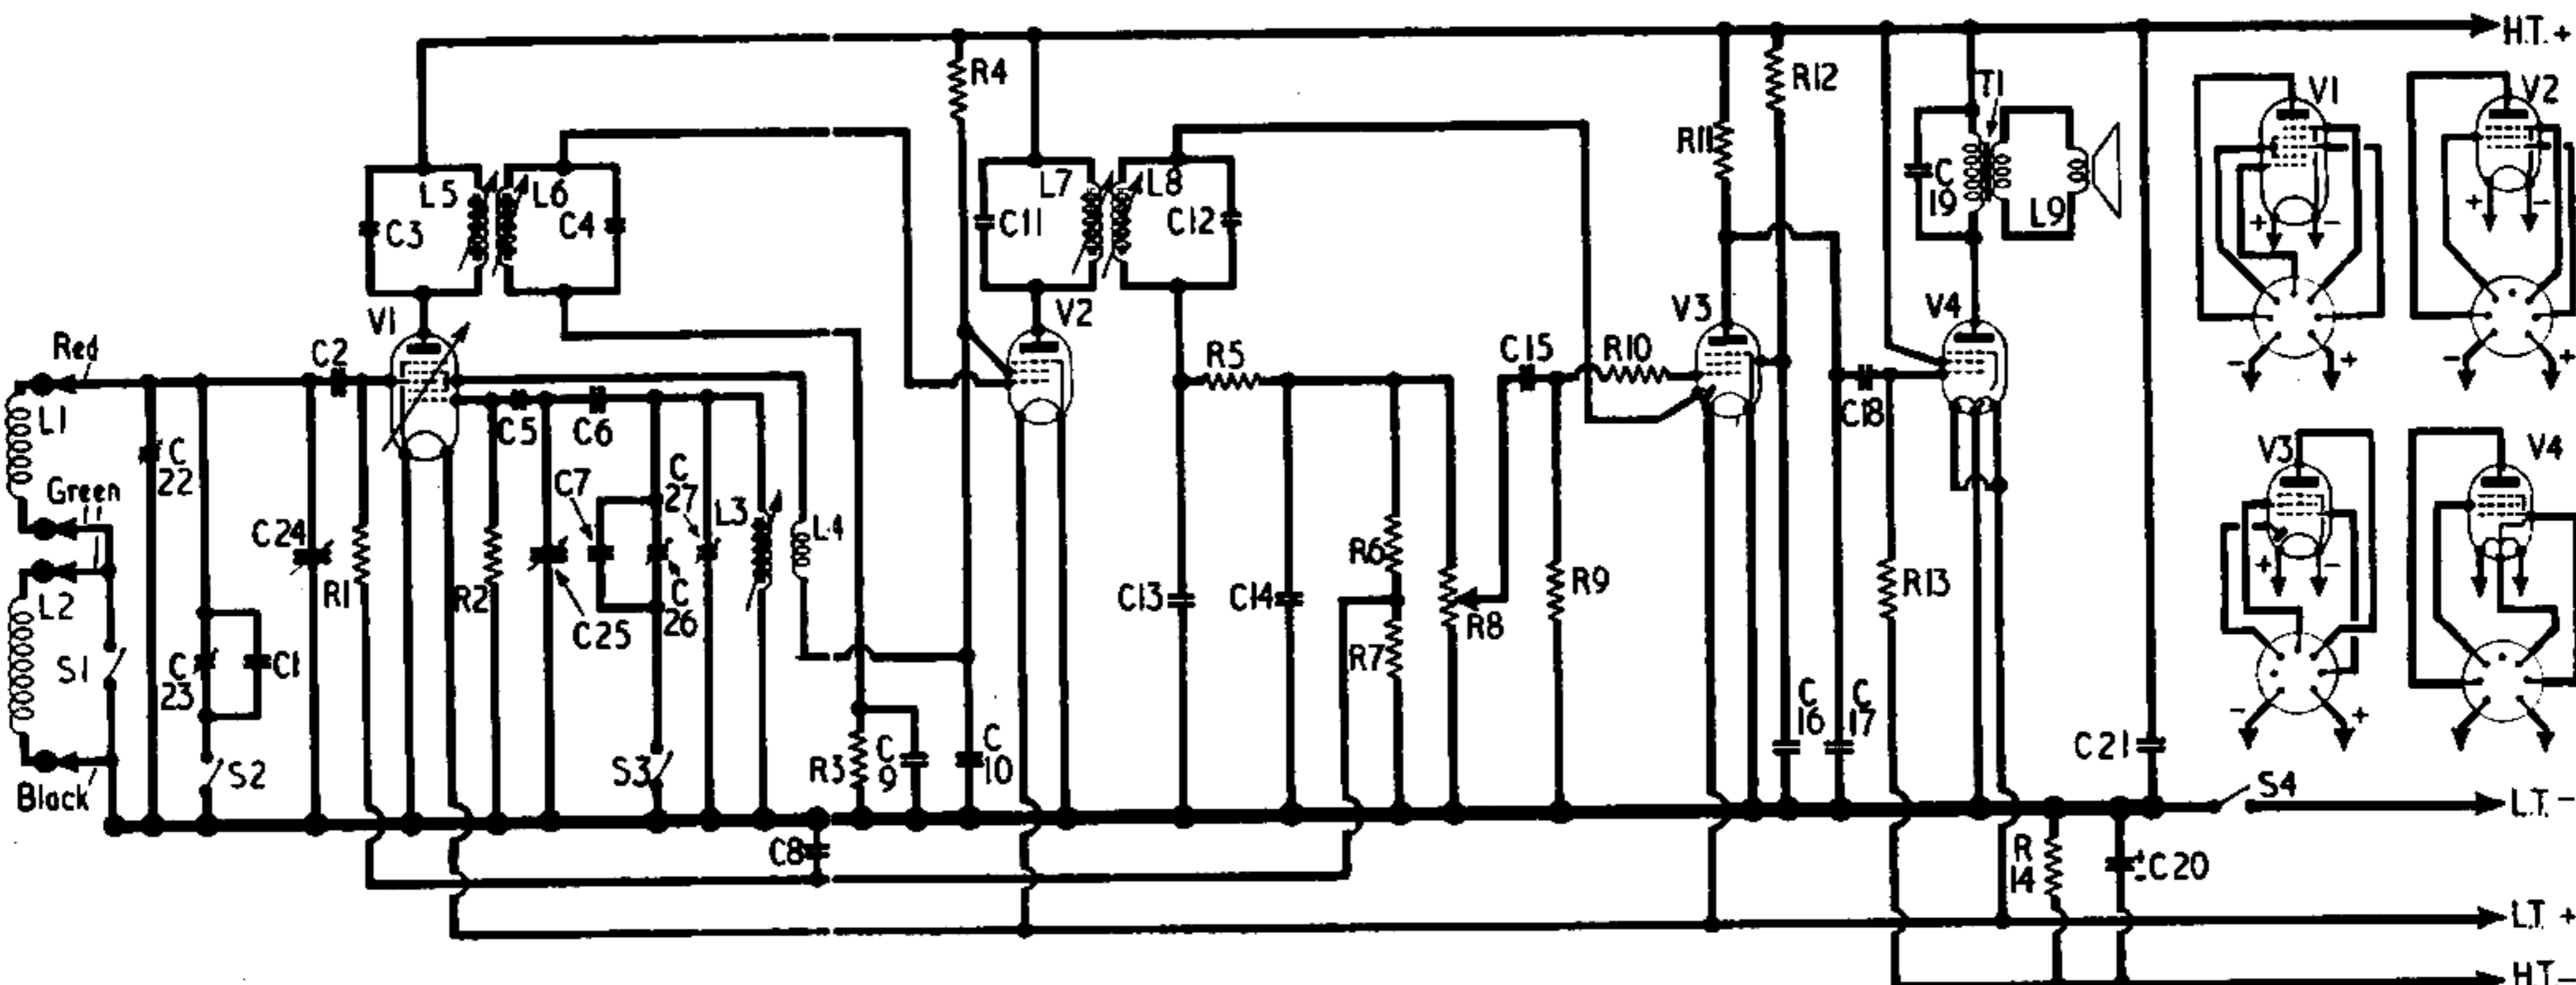 H.T.+
R4
R12
T1
V1
V2
R11
L5
L6
L7
L8
C3
C4
C11
C12
C
19
L9
+
-
+
-
V1
V2
V3
V4
Red
C2
R5
C15
R10
-
+
-
+
L1
C5
C6
C18
C
22
V3
V4
Green
C7
C
27
L3
L4
C24
R6
+
-
L2
R1
R2
C25
C
26
C13
C14
R8
R9
R13
S1
C
23
C1
R7
-
+
Black
S2
S3
R3
C
9
C
10
C
16
C
17
C21
S4
L.T.-
C8
R
14
+
-
C20
L.T.+
H.T.-